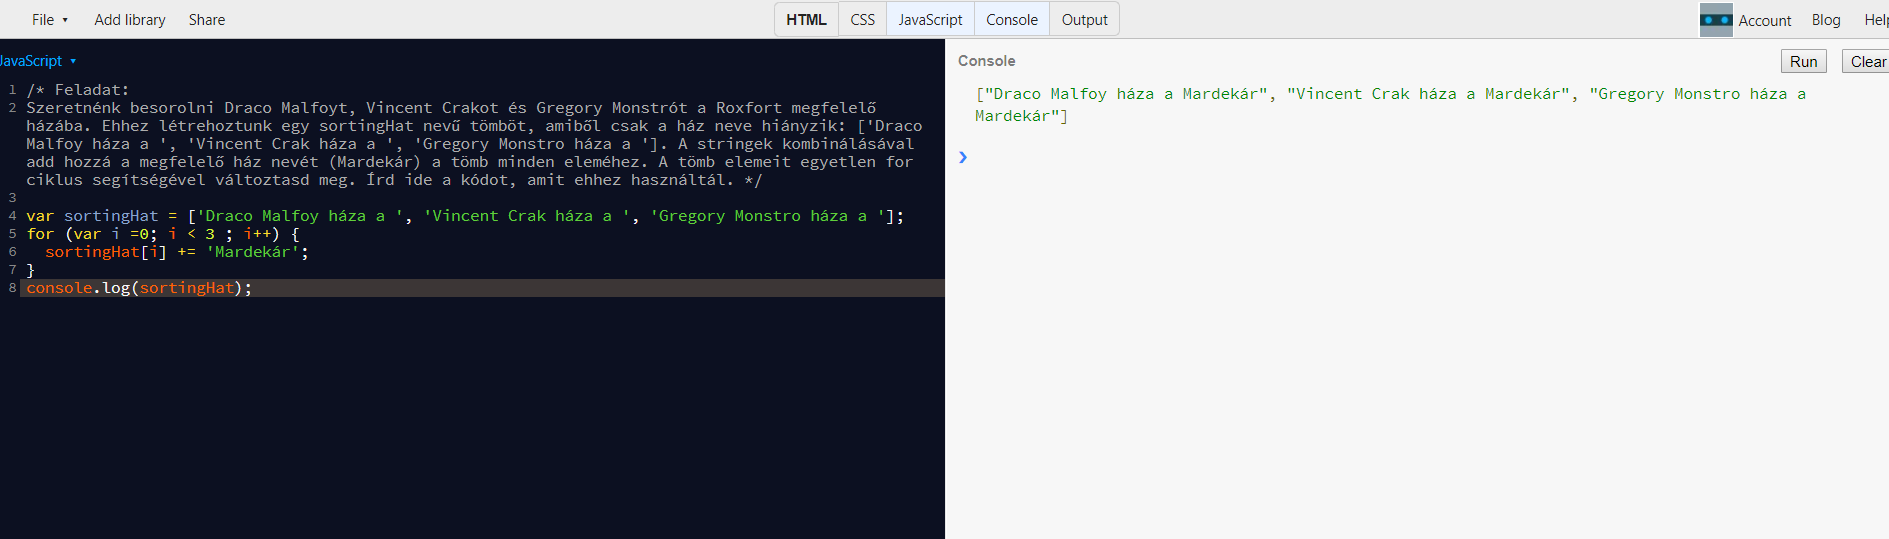 File ▾ Add library Share HTML CSS JavaScript Console Output Account Blog
JavaScript ▾
Console Run Clear
1 /* Feladat:
2 Szeretnénk besorolni Draco Malfoyt, Vincent Crakot és Gregory Monstrót a Roxfort megfelelő
házába. Ehhez létrehoztunk egy sortingHat nevű tömböt, amiből csak a ház neve hiányzik: ['Draco
Malfoy háza a ', 'Vincent Crak háza a ', 'Gregory Monstro háza a ']. A stringek kombinálásával
add hozzá a megfelelő ház nevét (Mardekár) a tömb minden eleméhez. A tömb elemeit egyetlen for
ciklus segítségével változtasd meg. Írd ide a kódot, amit ehhez használtál. */
3
4 var sortingHat = ['Draco Malfoy háza a ', 'Vincent Crak háza a ', 'Gregory Monstro háza a '];
5 for (var i =0; i < 3 ; i++) {
6 sortingHat[i] += 'Mardekár';
7 }
8 console.log(sortingHat);
["Draco Malfoy háza a Mardekár", "Vincent Crak háza a Mardekár", "Gregory Monstro háza a
Mardekár"]